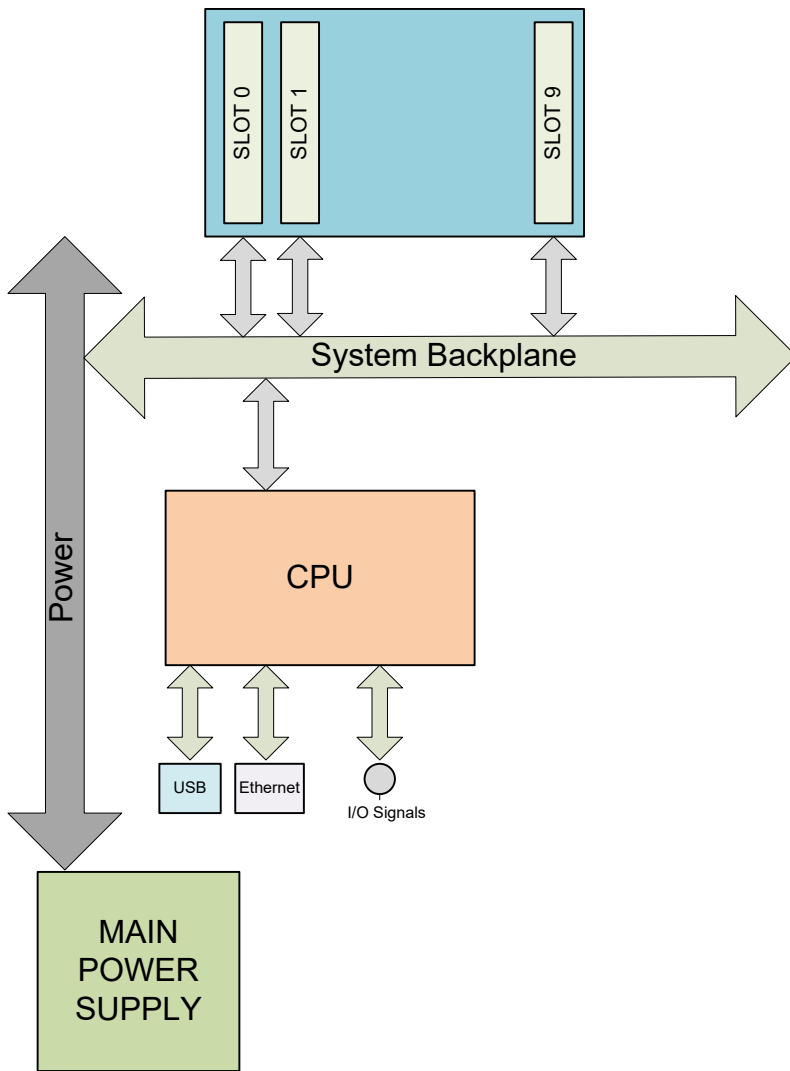 SLOT 0
SLOT 1
SLOT 9
System Backplane
Power
CPU
USB
Ethernet
I/O Signals
MAIN
POWER
SUPPLY